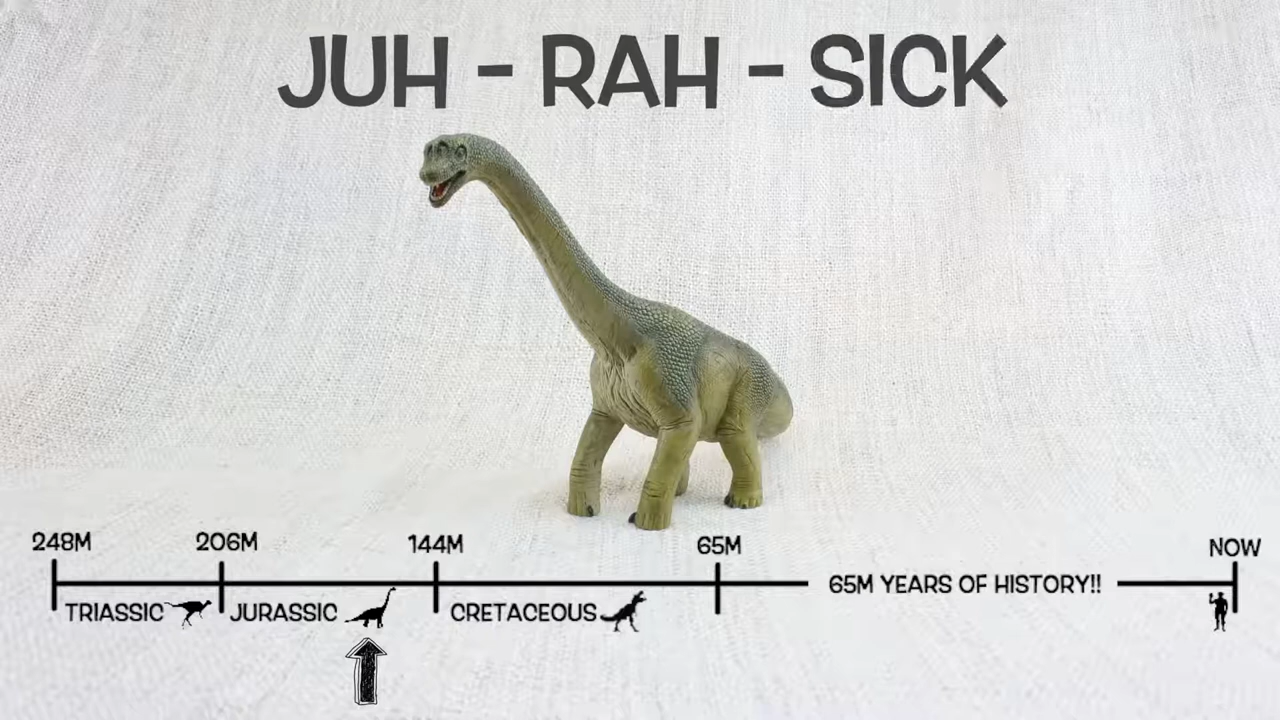 JUH - RAH - SICK
248M 206M 144M 65M NOW
65M YEARS OF HISTORY!!
TRIASSIC JURASSIC CRETACEOUS